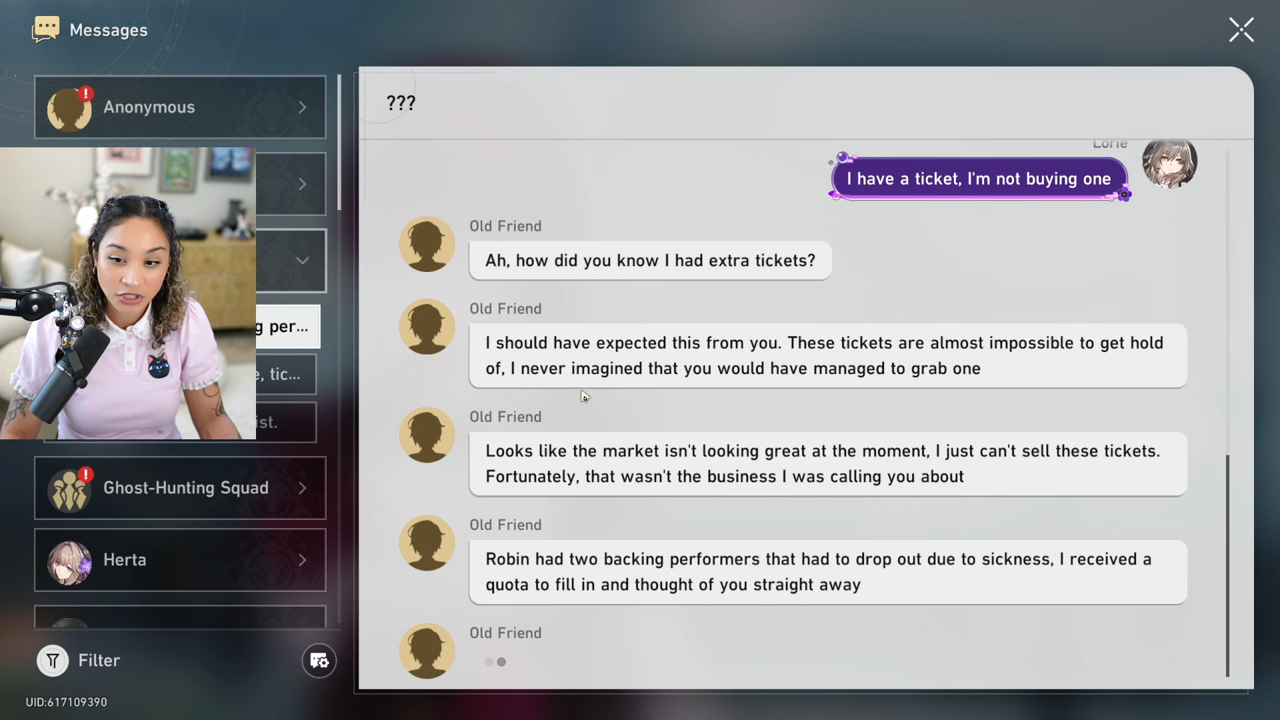 Messages
Anonymous
g per...
e, tic...
ist.
Ghost-Hunting Squad
Herta
Filter
UID:617109390
???
Lorie
I have a ticket, I'm not buying one
Old Friend
Ah, how did you know I had extra tickets?
Old Friend
I should have expected this from you. These tickets are almost impossible to get hold
of, I never imagined that you would have managed to grab one
Old Friend
Looks like the market isn't looking great at the moment, I just can't sell these tickets.
Fortunately, that wasn't the business I was calling you about
Old Friend
Robin had two backing performers that had to drop out due to sickness, I received a
quota to fill in and thought of you straight away
Old Friend